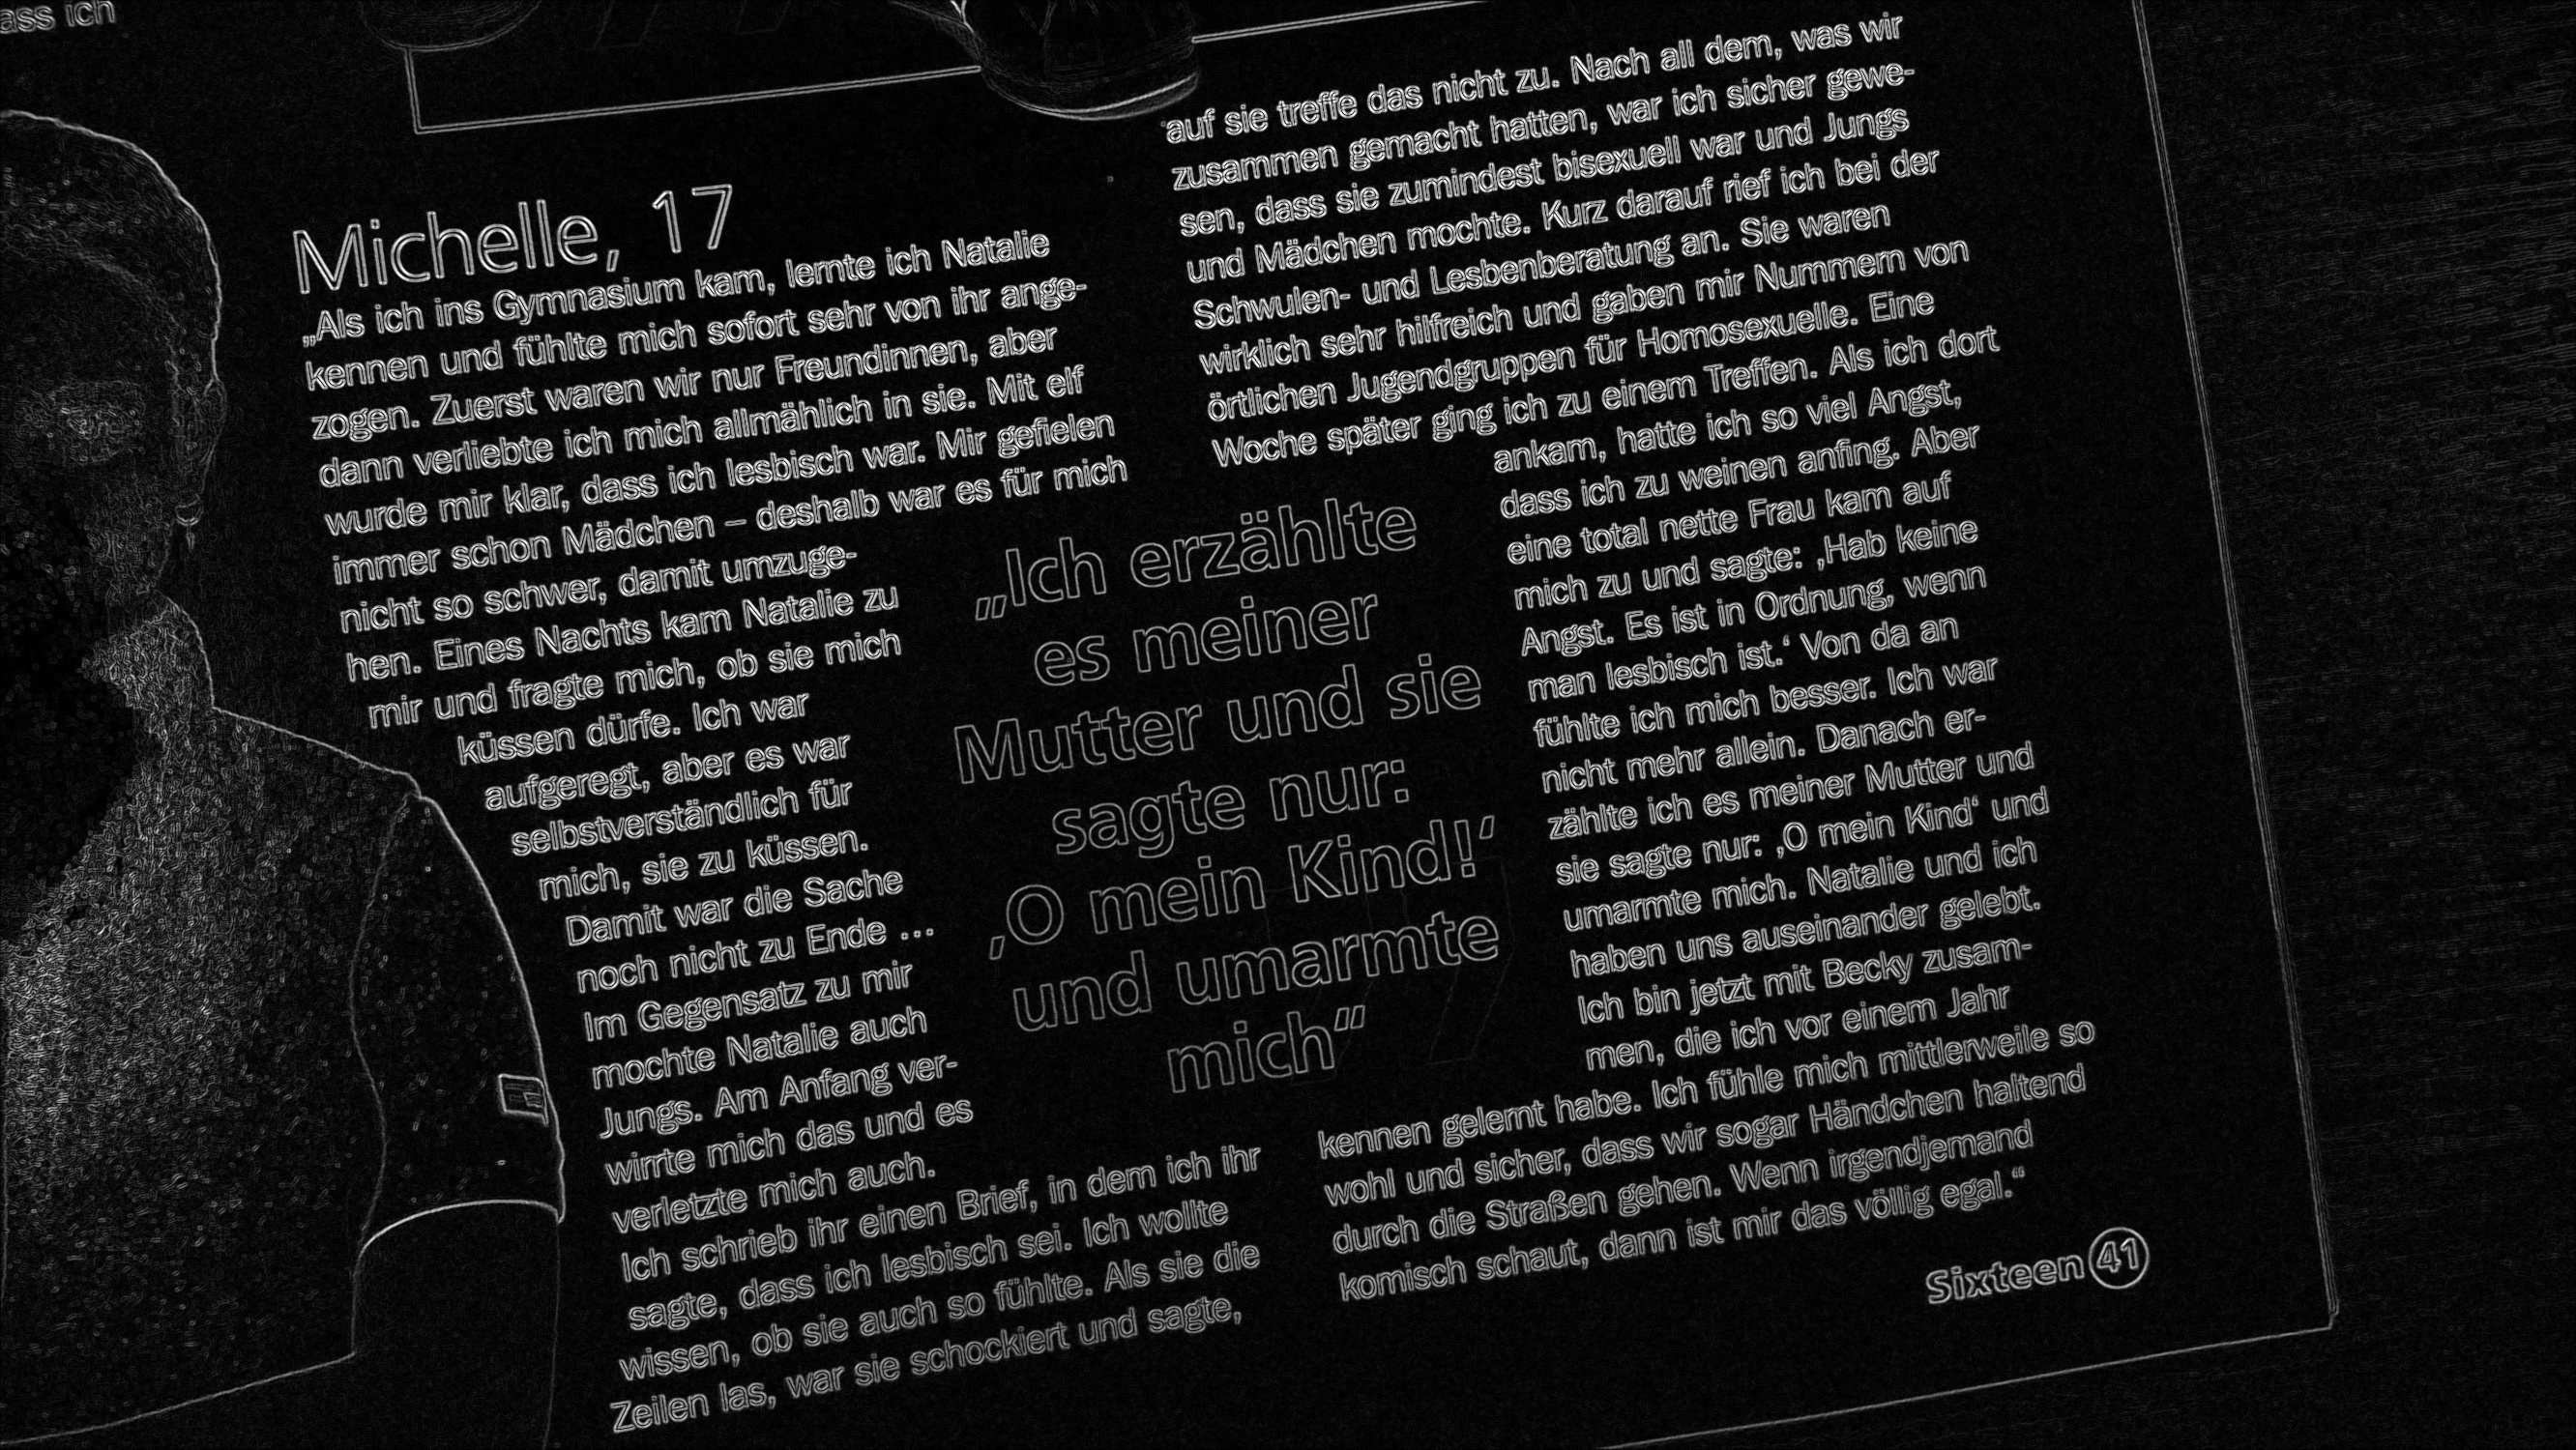 ass ich
Michelle, 17
„Als ich ins Gymnasium kam, lernte ich Natalie
kennen und fühlte mich sofort sehr von ihr ange-
zogen. Zuerst waren wir nur Freundinnen, aber
dann verliebte ich mich allmählich in sie. Mit elf
wurde mir klar, dass ich lesbisch war. Mir gefielen
immer schon Mädchen – deshalb war es für mich
nicht so schwer, damit umzuge-
hen. Eines Nachts kam Natalie zu
mir und fragte mich, ob sie mich
küssen dürfe. Ich war
aufgeregt, aber es war
selbstverständlich für
mich, sie zu küssen.
Damit war die Sache
noch nicht zu Ende ...
Im Gegensatz zu mir
mochte Natalie auch
Jungs. Am Anfang ver-
wirrte mich das und es
verletzte mich auch.
Ich schrieb ihr einen Brief, in dem ich ihr
sagte, dass ich lesbisch sei. Ich wollte
wissen, ob sie auch so fühlte. Als sie die
Zeilen las, war sie schockiert und sagte,
„Ich erzählte
es meiner
Mutter und sie
sagte nur:
‚O mein Kind!‘
und umarmte
mich“
auf sie treffe das nicht zu. Nach all dem, was wir
zusammen gemacht hatten, war ich sicher gewe-
sen, dass sie zumindest bisexuell war und Jungs
und Mädchen mochte. Kurz darauf rief ich bei der
Schwulen- und Lesbenberatung an. Sie waren
wirklich sehr hilfreich und gaben mir Nummern von
örtlichen Jugendgruppen für Homosexuelle. Eine
Woche später ging ich zu einem Treffen. Als ich dort
ankam, hatte ich so viel Angst,
dass ich zu weinen anfing. Aber
eine total nette Frau kam auf
mich zu und sagte: ‚Hab keine
Angst. Es ist in Ordnung, wenn
man lesbisch ist.‘ Von da an
fühlte ich mich besser. Ich war
nicht mehr allein. Danach er-
zählte ich es meiner Mutter und
sie sagte nur: ‚O mein Kind‘ und
umarmte mich. Natalie und ich
haben uns auseinander gelebt.
Ich bin jetzt mit Becky zusam-
men, die ich vor einem Jahr
kennen gelernt habe. Ich fühle mich mittlerweile so
wohl und sicher, dass wir sogar Händchen haltend
durch die Straßen gehen. Wenn irgendjemand
komisch schaut, dann ist mir das völlig egal.“
Sixteen 41